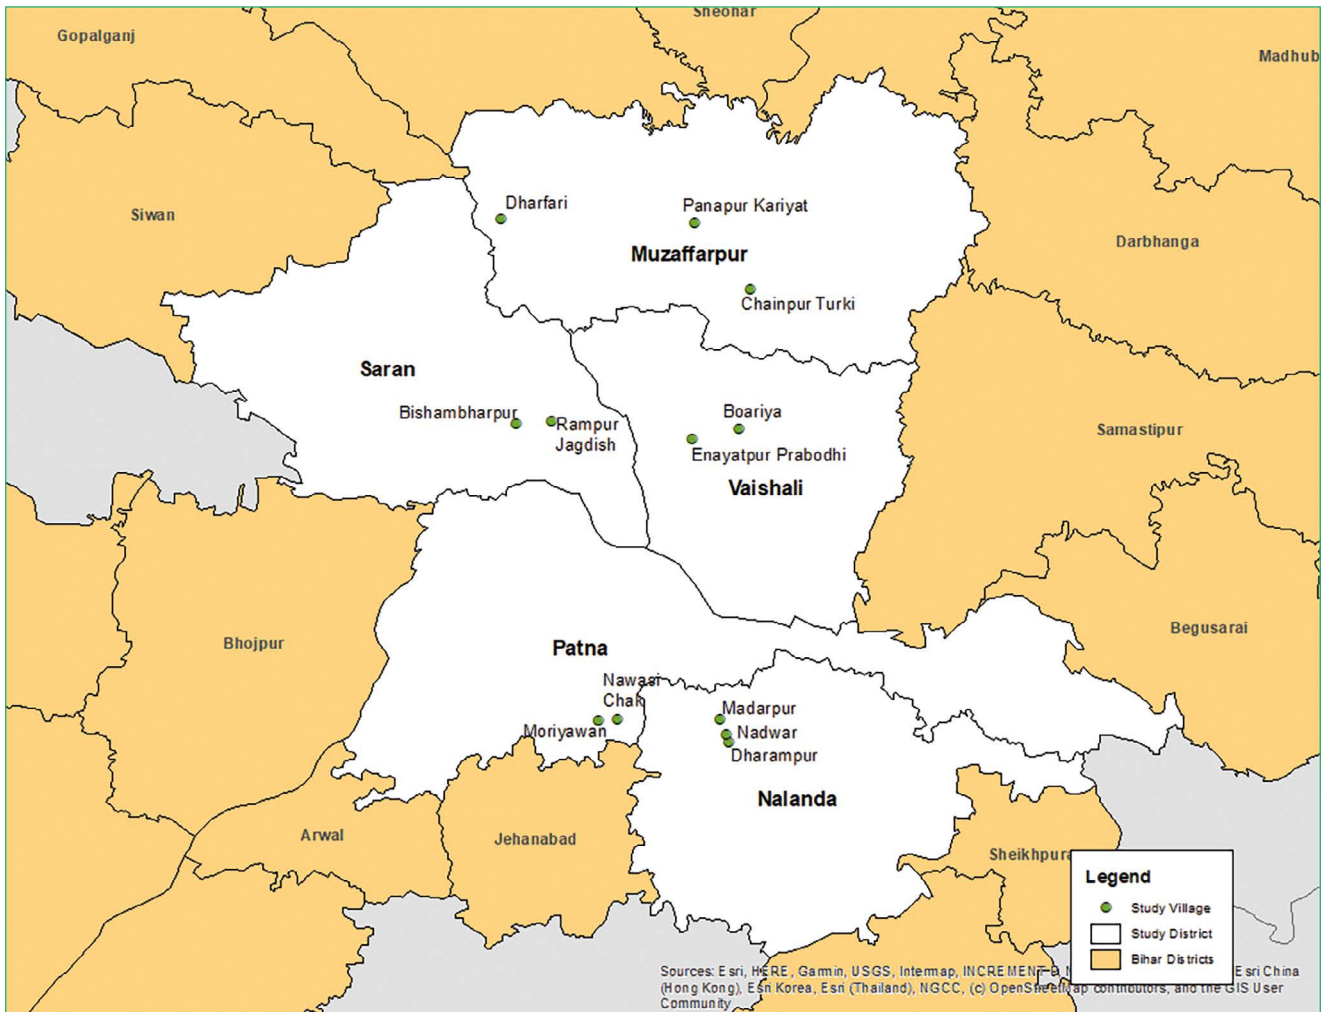 Sheohar
Gopalganj
Madhub
Siwan
Dharfari
Panapur Kariyat
Muzaffarpur
Darbhanga
Chainpur Turki
Saran
Bishambharpur
Rampur
Jagdish
Boariya
Enayatpur Prabodhi
Vaishali
Samastipur
Bhojpur
Patna
Begusarai
Nawasi
Chak
Moriyawan
Madarpur
Nadwar
Dharampur
Nalanda
Arwal
Jehanabad
Sheikhpura
Legend
Study Village
Study District
Bihar Districts
Sources: Esri, HERE, Garmin, USGS, Intermap, INCREMENT P, N Esri China
(Hong Kong), Esri Korea, Esri (Thailand), NGCC, (c) OpenStreetMap contributors, and the GIS User
Community